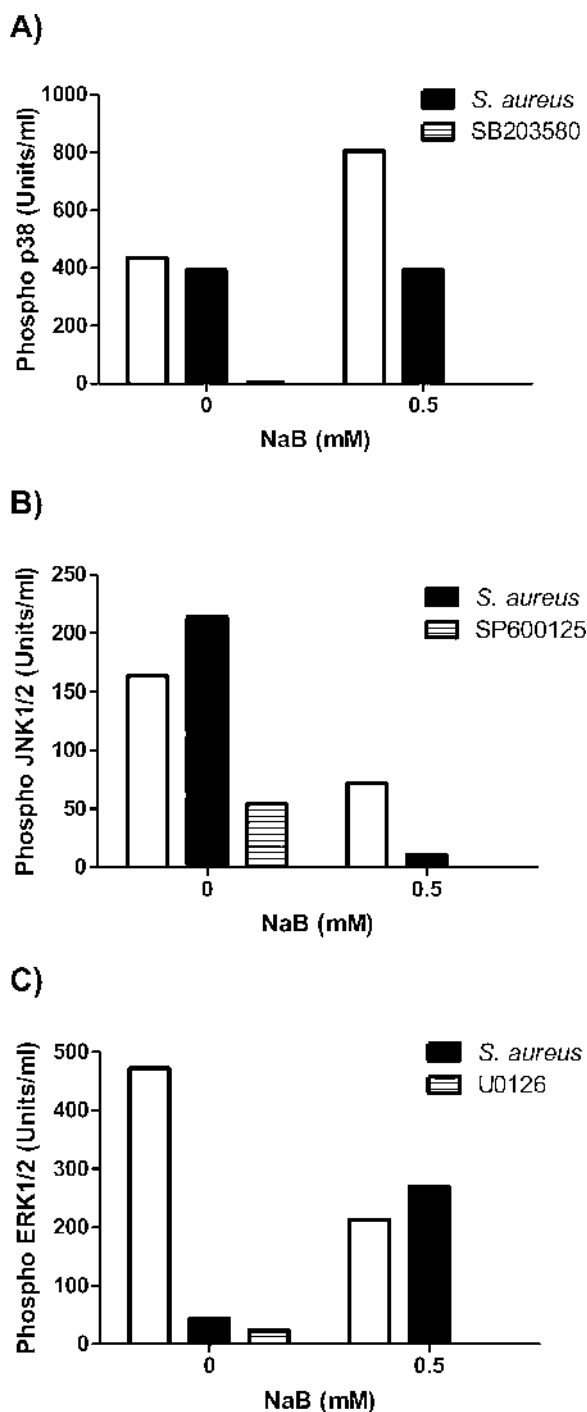 A)
Phospho p38 (Units/ml)
1000
800
600
400
200
0
S. aureus
SB203580
0
0.5
NaB (mM)
B)
Phospho JNK1/2 (Units/ml)
250
200
150
100
50
0
S. aureus
SP600125
0
0.5
NaB (mM)
C)
Phospho ERK1/2 (Units/ml)
500
400
300
200
100
0
S. aureus
U0126
0
0.5
NaB (mM)